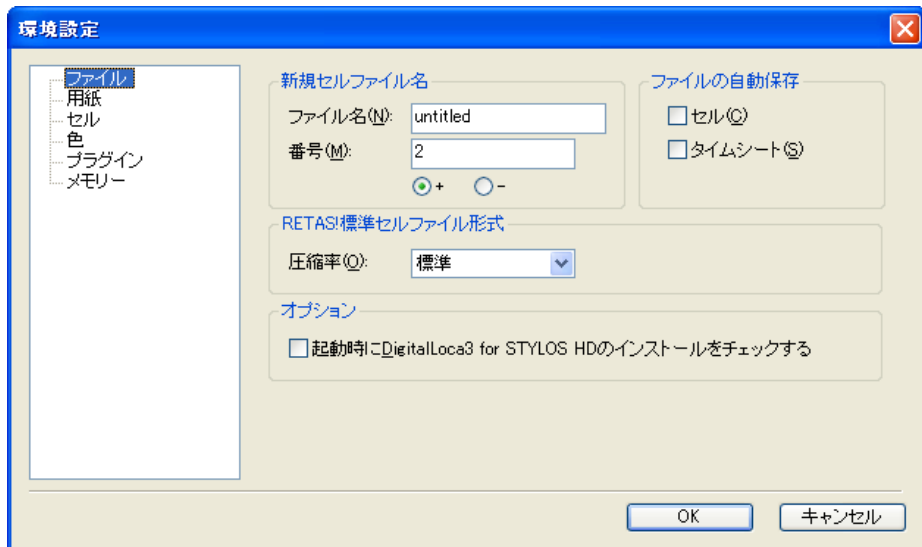 環境設定
ファイル
用紙
セル
色
プラグイン
メモリー
新規セルファイル名
ファイル名(N): untitled
番号(M): 2
+ -
ファイルの自動保存
セル(C)
タイムシート(S)
RETAS!標準セルファイル形式
圧縮率(O): 標準
オプション
起動時にDigitalLoca3 for STYLOS HDのインストールをチェックする
OK キャンセル